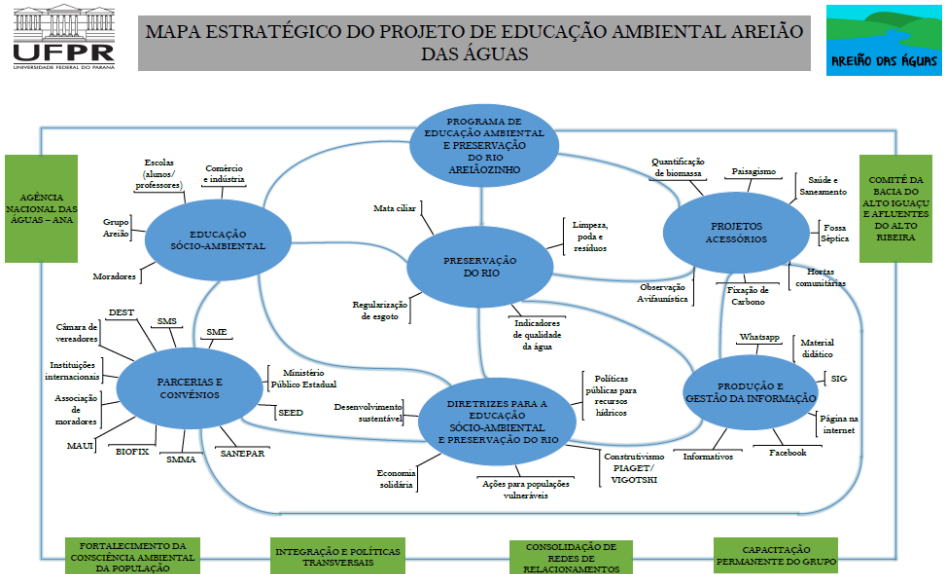 UFPR
UNIVERSIDADE FEDERAL DO PARANÁ
MAPA ESTRATÉGICO DO PROJETO DE EDUCAÇÃO AMBIENTAL AREIÃO
DAS ÁGUAS
AREIÃO DAS ÁGUAS
PROGRAMA DE
EDUCAÇÃO AMBIENTAL
E PRESERVAÇÃO
DO RIO
AREIÃOZINHO
AGÊNCIA
NACIONAL DAS
ÁGUAS – ANA
COMITÊ DA
BACIA DO
ALTO IGUAÇU
E AFLUENTES
DO ALTO
RIBEIRA
Escolas
(alunos/
professores)
Comércio
e indústria
Grupo
Areião
Moradores
EDUCAÇÃO
SÓCIO-AMBIENTAL
Mata ciliar
Limpeza,
poda e
resíduos
PRESERVAÇÃO
DO RIO
Regularização
de esgoto
Indicadores
de qualidade
da água
Quantificação
de biomassa
Paisagismo
Saúde e
Saneamento
Fossa
Séptica
Hortas
comunitárias
PROJETOS
ACESSÓRIOS
Observação
Avifaunística
Fixação de
Carbono
DEST
SMS
SME
Câmara de
vereadores
Instituições
internacionais
Associação
de
moradores
MAUI
BIOFIX
SMMA
SANEPAR
SEED
Ministério
Público Estadual
PARCERIAS E
CONVÊNIOS
Desenvolvimento
sustentável
Políticas
públicas para
recursos
hídricos
DIRETRIZES PARA A
EDUCAÇÃO
SÓCIO-AMBIENTAL
E PRESERVAÇÃO DO RIO
Economia
solidária
Ações para populações
vulneráveis
Construtivismo
PIAGET/
VIGOTSRI
Whatsapp
Material
didático
SIG
Página na
internet
PRODUÇÃO E
GESTÃO DA INFORMAÇÃO
Informativos
Facebook
FORTALECIMENTO DA
CONSCIÊNCIA AMBIENTAL
DA POPULAÇÃO
INTEGRAÇÃO E POLÍTICAS
TRANSVERSAIS
CONSOLIDAÇÃO DE
REDES DE
RELACIONAMENTOS
CAPACITAÇÃO
PERMANENTE DO GRUPO